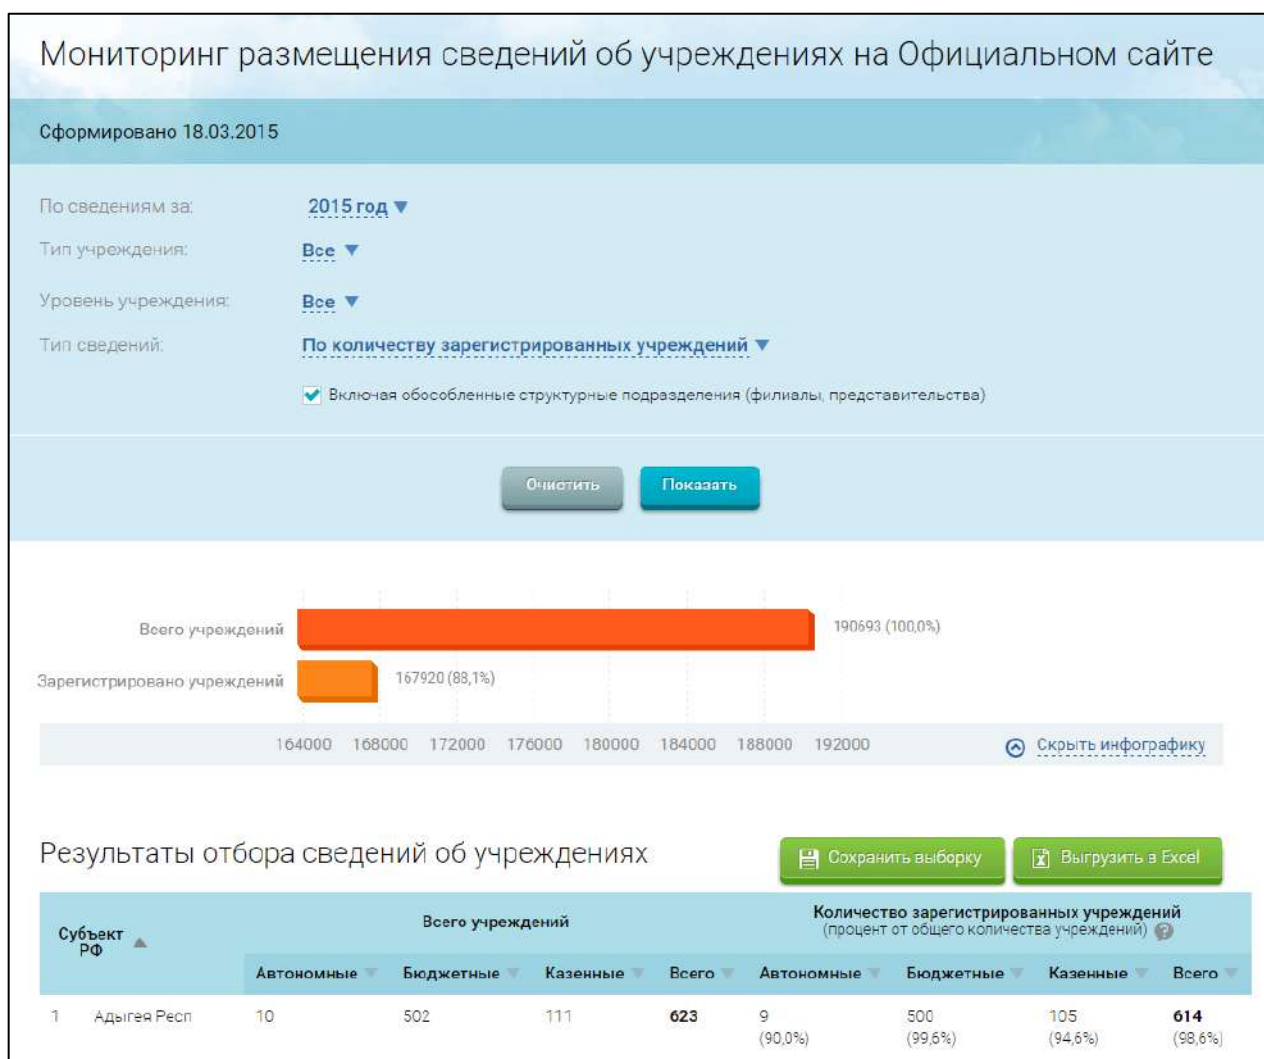 Мониторинг размещения сведений об учреждениях на Официальном сайте
Сформировано 18.03.2015
По сведениям за: 2015 год
Тип учреждения: Все
Уровень учреждения: Все
Тип сведений: По количеству зарегистрированных учреждений
Включая обособленные структурные подразделения (филиалы, представительства)
Очистить Показать
Всего учреждений 190693 (100,0%)
Зарегистрировано учреждений 167920 (88,1%)
164000 168000 172000 176000 180000 184000 188000 192000 Скрыть инфографику
Результаты отбора сведений об учреждениях Сохранить выборку Выгрузить в Excel
Субъект РФ Всего учреждений Количество зарегистрированных учреждений
(процент от общего количества учреждений) ?
Автономные Бюджетные Казенные Всего Автономные Бюджетные Казенные Всего
1 Адыгея Респ 10 502 111 623 9 500 105 614
(90,0%) (99,6%) (94,6%) (98,6%)